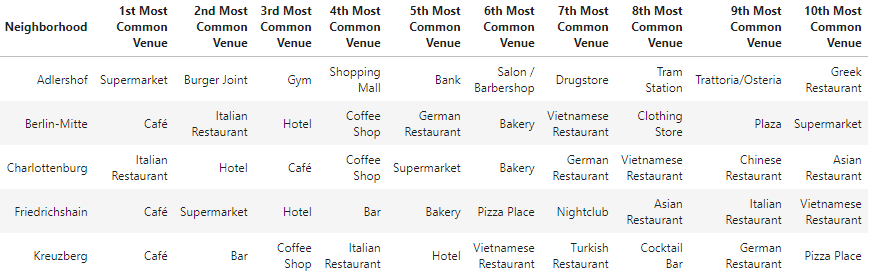 Neighborhood 1st Most Common Venue 2nd Most Common Venue 3rd Most Common Venue 4th Most Common Venue 5th Most Common Venue 6th Most Common Venue 7th Most Common Venue 8th Most Common Venue 9th Most Common Venue 10th Most Common Venue
Adlershof Supermarket Burger Joint Gym Shopping Mall Bank Salon / Barbershop Drugstore Tram Station Trattoria/Osteria Greek Restaurant
Berlin-Mitte Café Italian Restaurant Hotel Coffee Shop German Restaurant Bakery Vietnamese Restaurant Clothing Store Plaza Supermarket
Charlottenburg Italian Restaurant Hotel Café Coffee Shop Supermarket Bakery German Restaurant Vietnamese Restaurant Chinese Restaurant Asian Restaurant
Friedrichshain Café Supermarket Hotel Bar Bakery Pizza Place Nightclub Asian Restaurant Italian Restaurant Vietnamese Restaurant
Kreuzberg Café Bar Coffee Shop Italian Restaurant Hotel Vietnamese Restaurant Turkish Restaurant Cocktail Bar German Restaurant Pizza Place